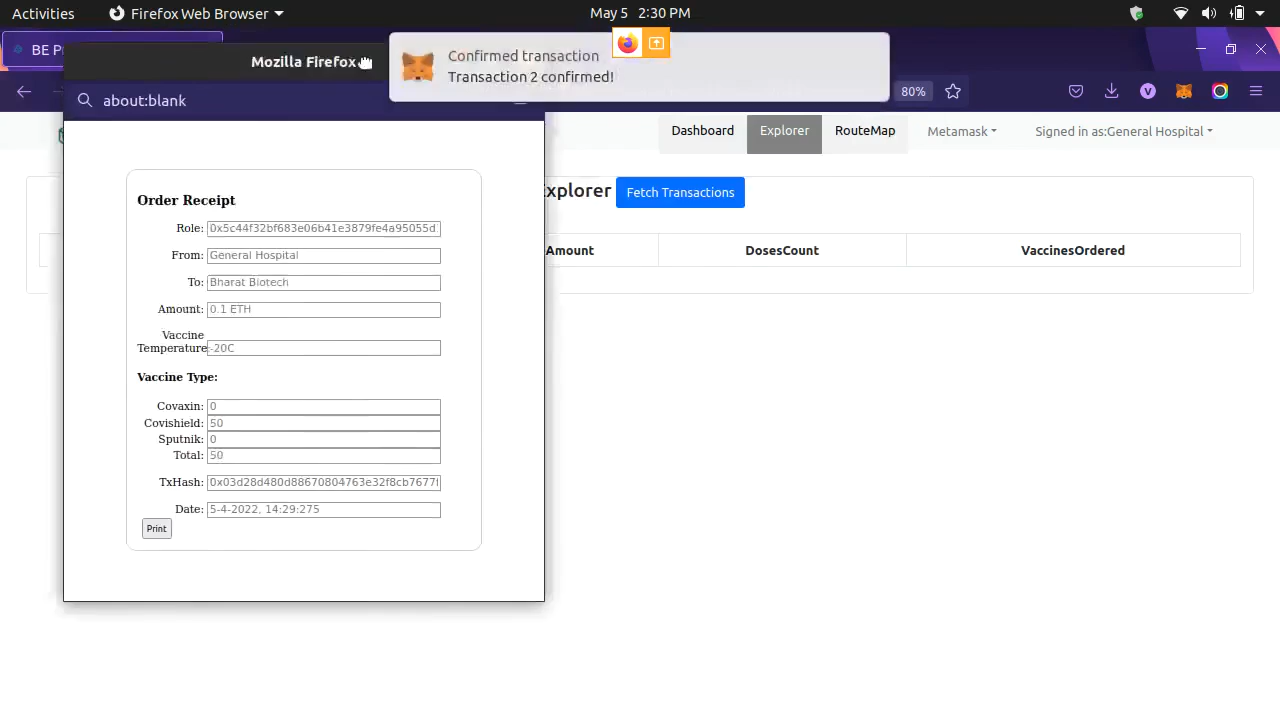 Activities
Firefox Web Browser
May 5 2:30 PM
BE P
Mozilla Firefox
Confirmed transaction
Transaction 2 confirmed!
about:blank
80%
Dashboard
Explorer
RouteMap
Metamask
Signed in as:General Hospital
Explorer
Fetch Transactions
Amount
DosesCount
VaccinesOrdered
Order Receipt
Role: 0x5c44f32bf683e06b41e3879fe4a95055d
From: General Hospital
To: Bharat Biotech
Amount: 0.1 ETH
Vaccine
Temperature: -20C
Vaccine Type:
Covaxin: 0
Covishield: 50
Sputnik: 0
Total: 50
TxHash: 0x03d28d480d88670804763e32f8cb7677f
Date: 5-4-2022, 14:29:275
Print